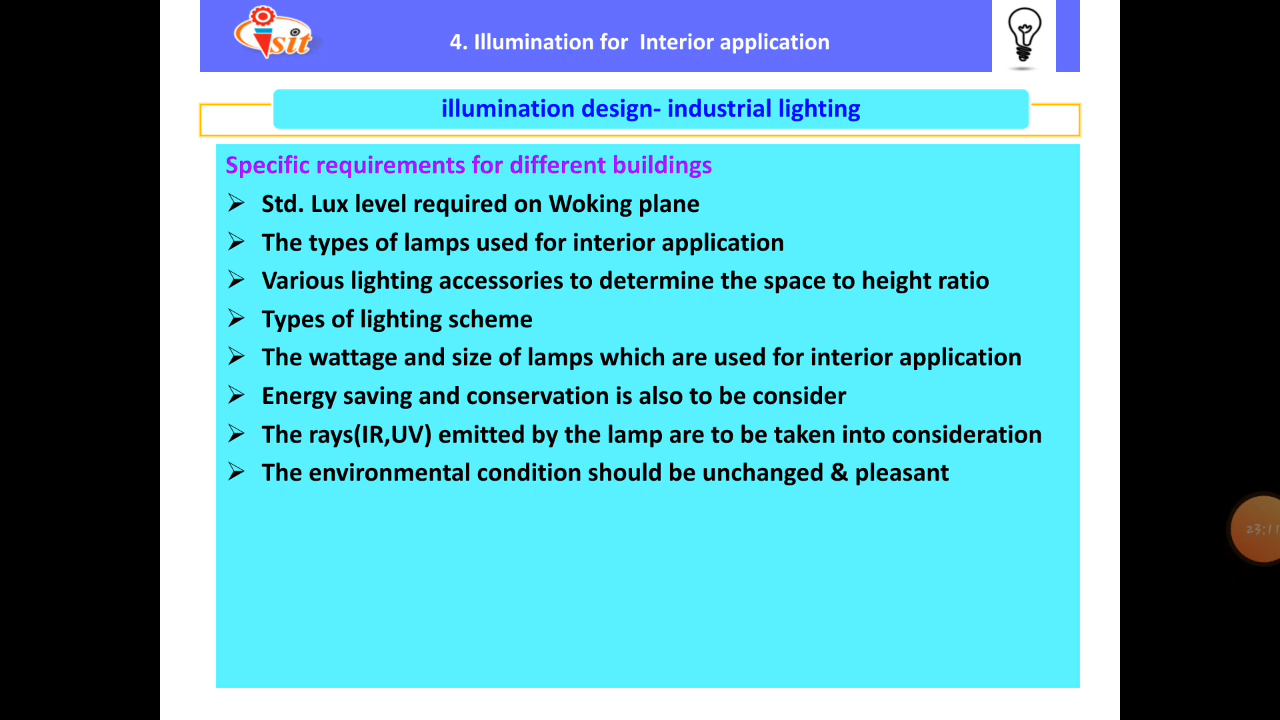 sit
4. Illumination for Interior application
illumination design- industrial lighting
Specific requirements for different buildings
➢ Std. Lux level required on Woking plane
➢ The types of lamps used for interior application
➢ Various lighting accessories to determine the space to height ratio
➢ Types of lighting scheme
➢ The wattage and size of lamps which are used for interior application
➢ Energy saving and conservation is also to be consider
➢ The rays(IR,UV) emitted by the lamp are to be taken into consideration
➢ The environmental condition should be unchanged & pleasant